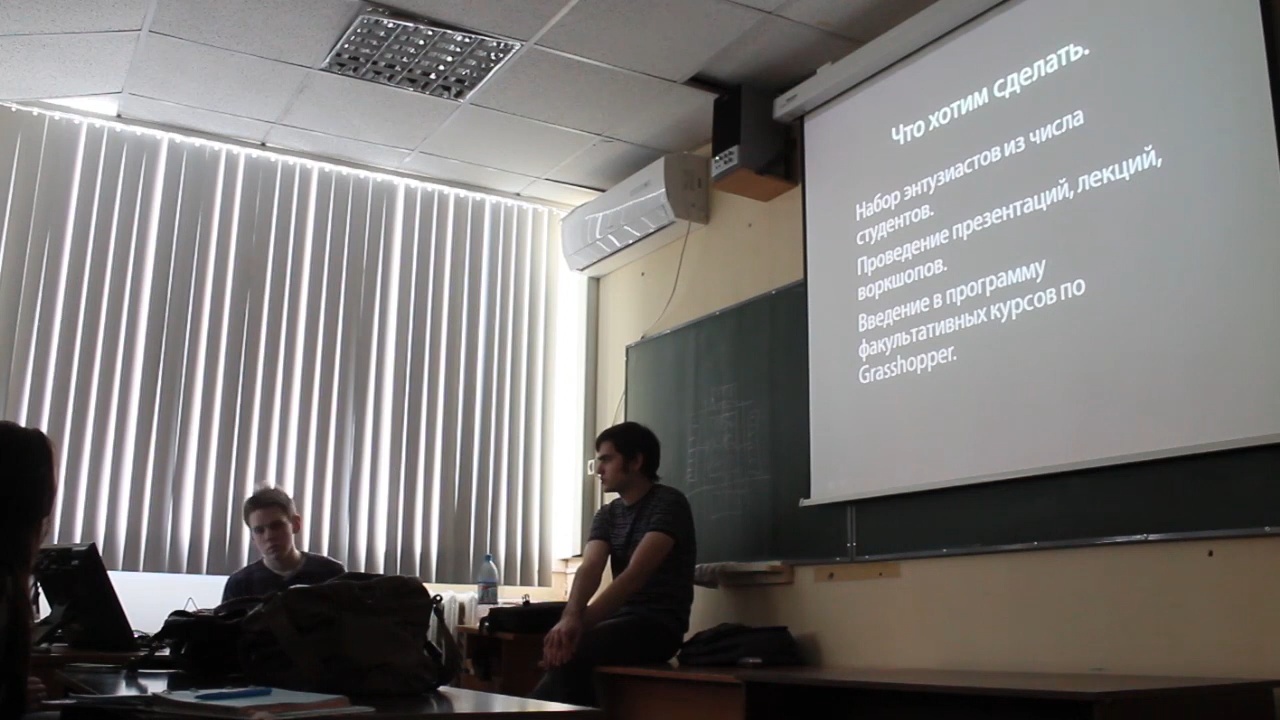 Что хотим сделать.
Набор энтузиастов из числа
студентов.
Проведение презентаций, лекций,
воркшопов.
Введение в программу
факультативных курсов по
Grasshopper.